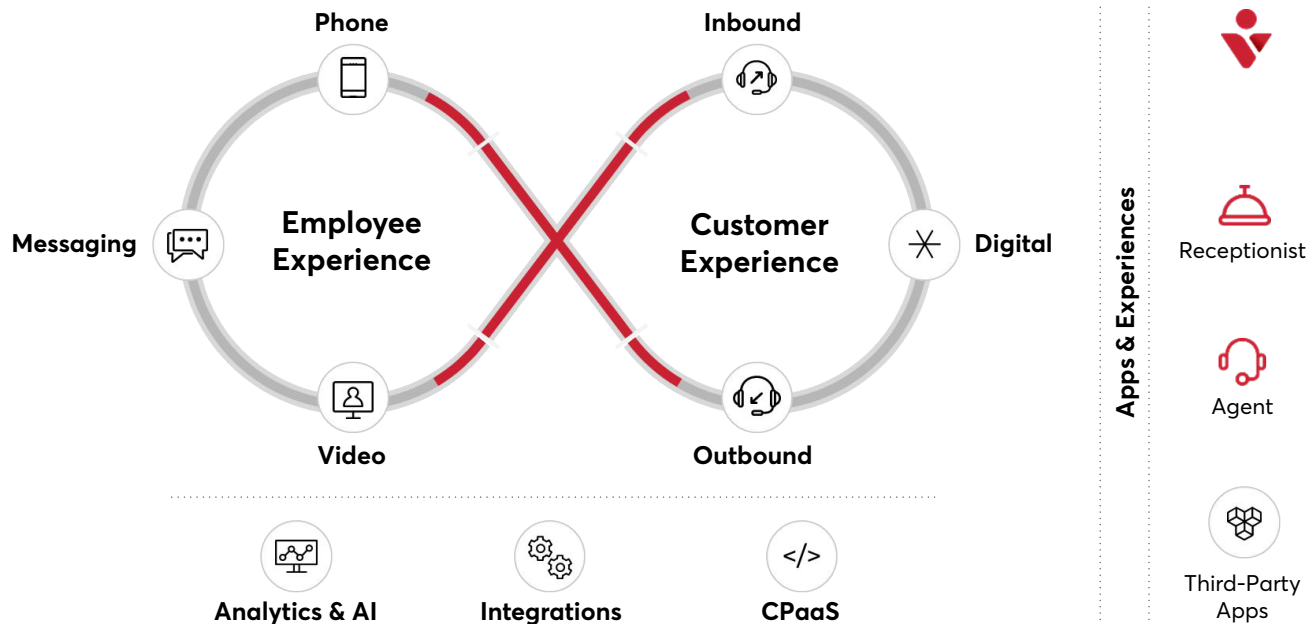 Phone
Inbound
Messaging
Employee
Experience
Customer
Experience
Digital
Video
Outbound
Analytics & AI
Integrations
</>
CPaaS
Apps & Experiences
Receptionist
Agent
Third-Party
Apps